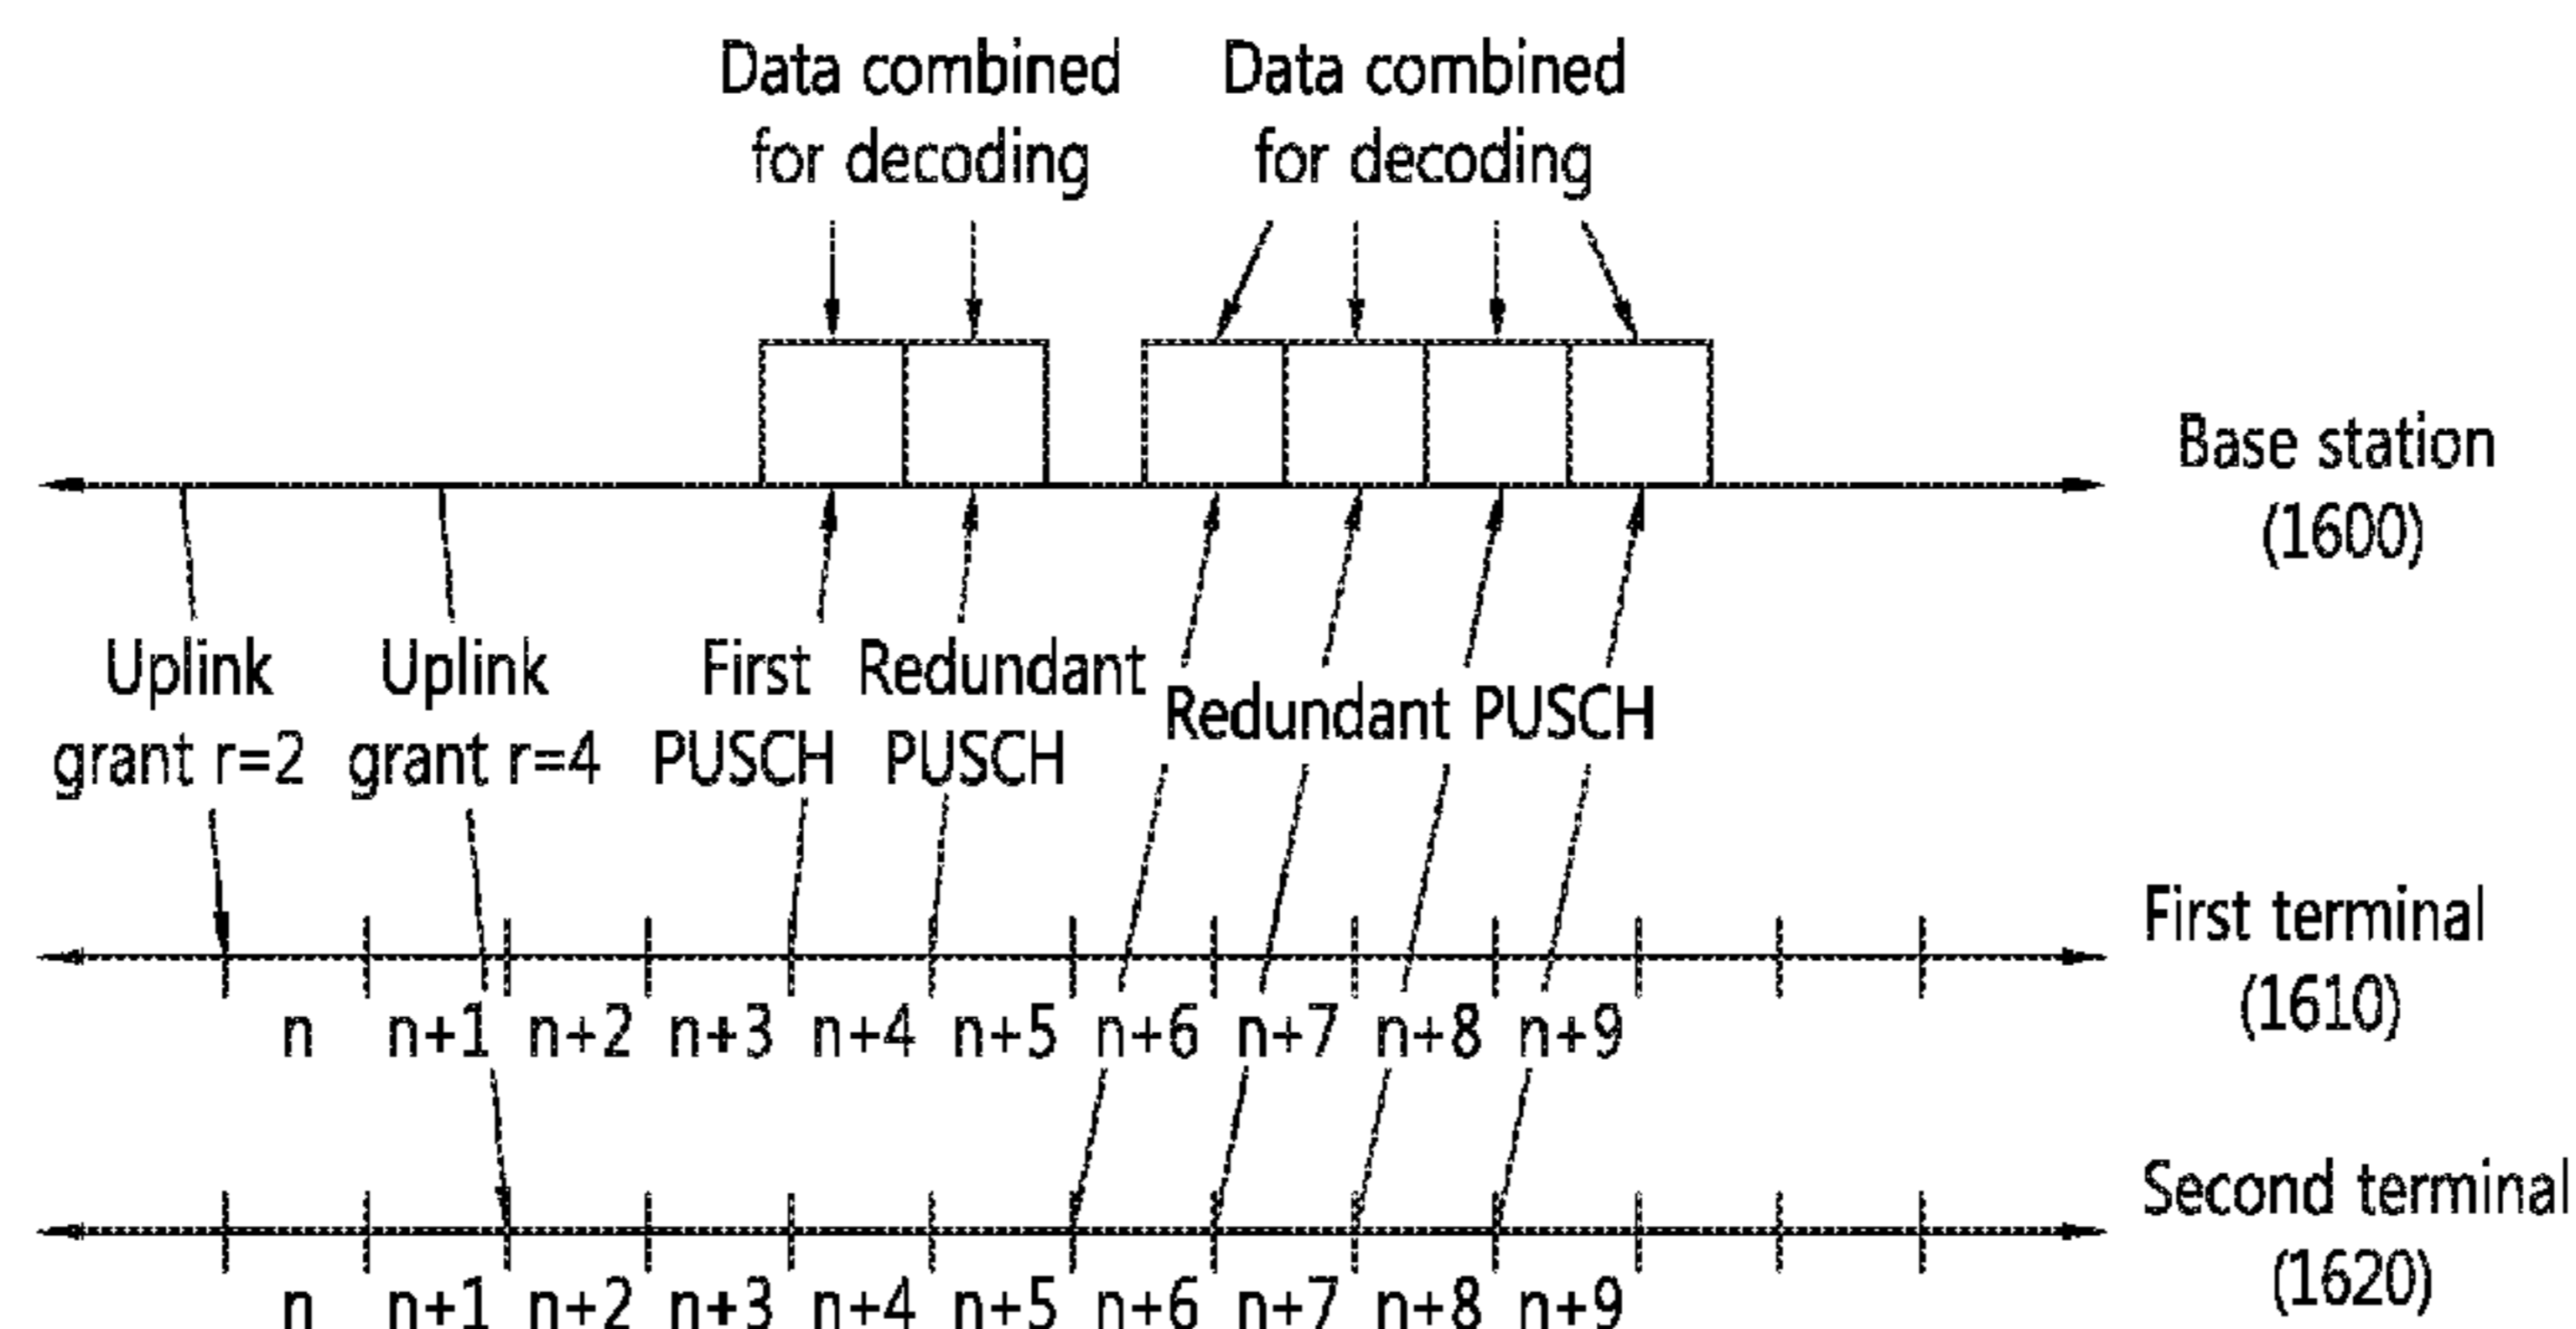 Data combined
for decoding
Data combined
for decoding
Base station
(1600)
Uplink
grant r=2
Uplink
grant r=4
First
PUSCH
Redundant
PUSCH
Redundant PUSCH
First terminal
(1610)
n n+1 n+2 n+3 n+4 n+5 n+6 n+7 n+8 n+9
Second terminal
(1620)
n n+1 n+2 n+3 n+4 n+5 n+6 n+7 n+8 n+9